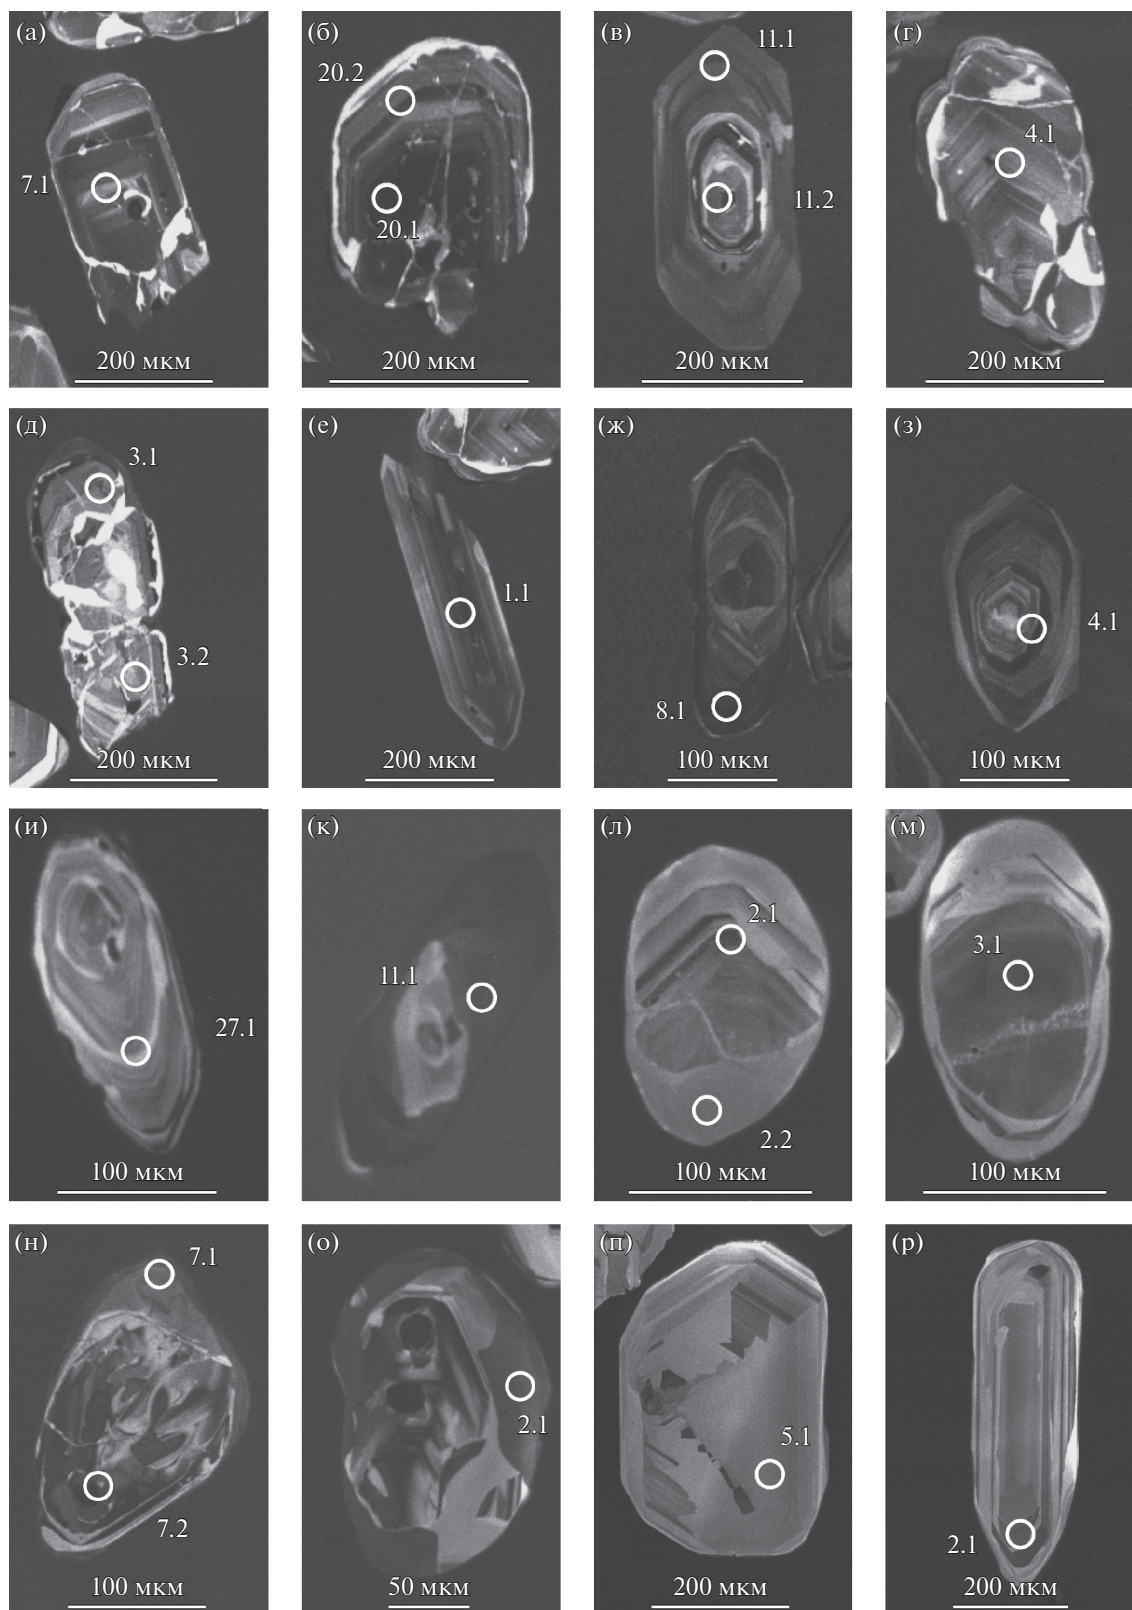 (а)
7.1
200 мкм
(б)
20.2
20.1
200 мкм
(в)
11.1
11.2
200 мкм
(г)
4.1
200 мкм
(д)
3.1
3.2
200 мкм
(е)
1.1
200 мкм
(ж)
8.1
100 мкм
(з)
4.1
100 мкм
(и)
27.1
100 мкм
(к)
11.1
(л)
2.1
2.2
100 мкм
(м)
3.1
100 мкм
(н)
7.1
7.2
100 мкм
(о)
2.1
50 мкм
(п)
5.1
200 мкм
(р)
2.1
200 мкм